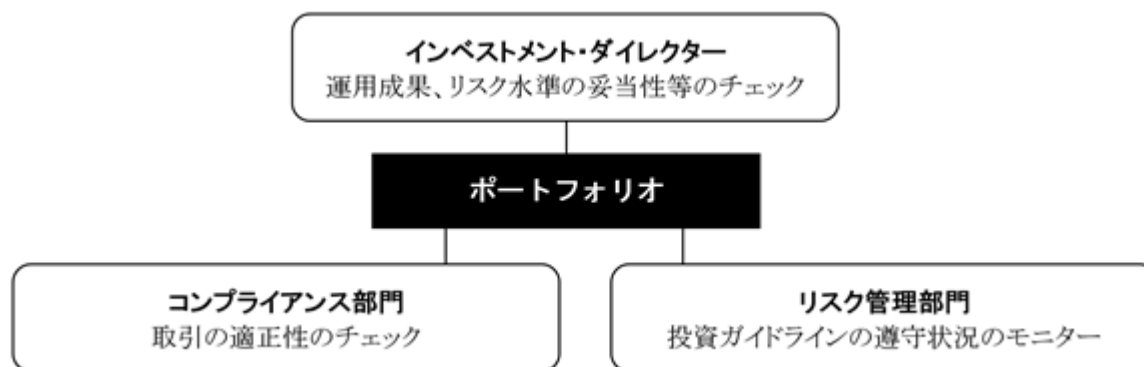 インベストメント・ダイレクター
運用成果、リスク水準の妥当性等のチェック
ポートフォリオ
コンプライアンス部門
取引の適正性のチェック
リスク管理部門
投資ガイドラインの遵守状況のモニター